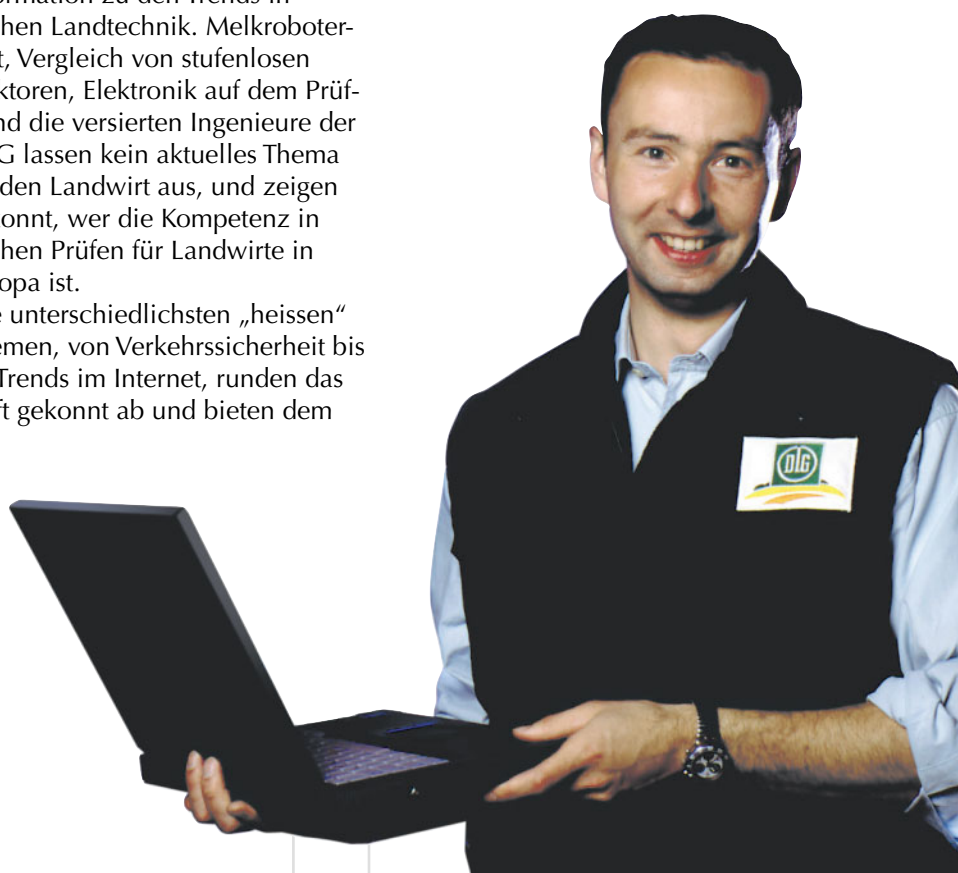 ormation zu den Trends in
chen Landtechnik. Melkroboter-
t, Vergleich von stufenlosen
ktoren, Elektronik auf dem Prüf-
nd die versierten Ingenieure der
G lassen kein aktuelles Thema
den Landwirt aus, und zeigen
onnt, wer die Kompetenz in
chen Prüfen für Landwirte in
opa ist.
e unterschiedlichsten „heissen“
emen, von Verkehrssicherheit bis
Trends im Internet, runden das
ft gekonnt ab und bieten dem
DLG